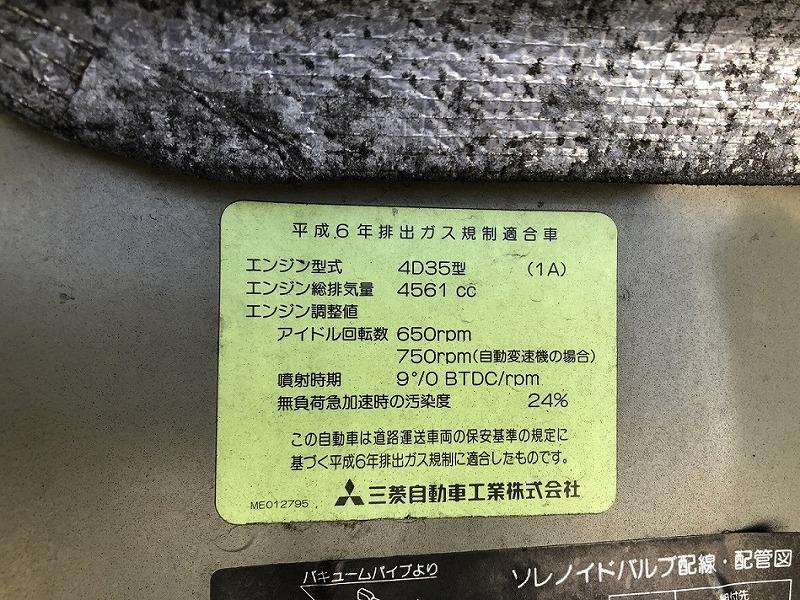 平成6年排出ガス規制適合車
エンジン型式 4D35型 (1A)
エンジン総排気量 4561 cc
エンジン調整値
アイドル回転数 650rpm
750rpm(自動変速機の場合)
噴射時期 9°/0 BTDC/rpm
無負荷急加速時の汚染度 24%
この自動車は道路運送車両の保安基準の規定に
基づく平成6年排出ガス規制に適合したものです。
ME012795 三菱自動車工業株式会社
バキュームパイプより ソレノイドバルブ配線・配管図
組付先